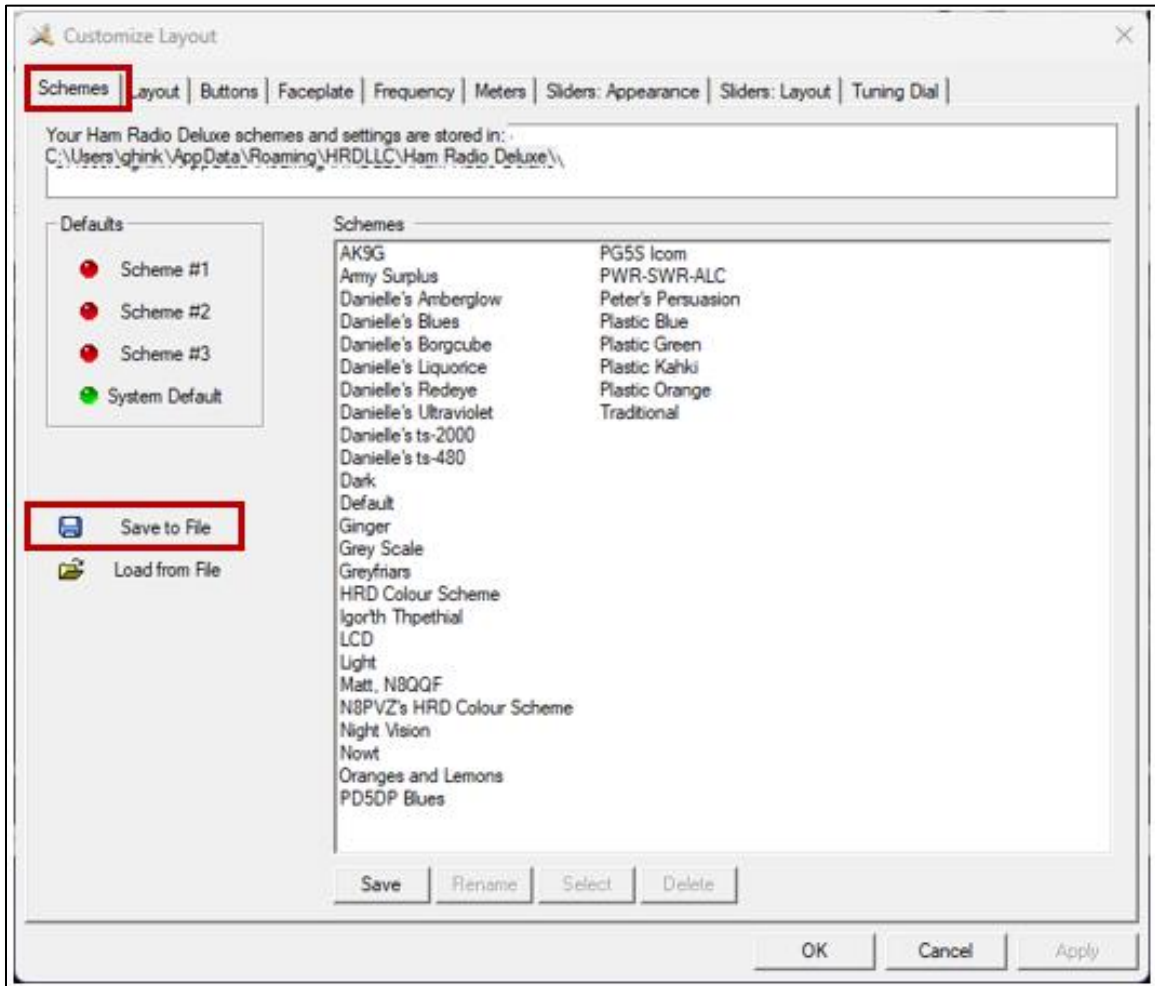 Customize Layout
Schemes Layout Buttons Faceplate Frequency Meters Sliders: Appearance Sliders: Layout Tuning Dial
Your Ham Radio Deluxe schemes and settings are stored in:
C:\Users\ghink\AppData\Roaming\HRDLLC\Ham Radio Deluxe\
Defaults
Scheme #1
Scheme #2
Scheme #3
System Default
Save to File
Load from File
Schemes
AK9G
Army Surplus
Danielle's Amberglow
Danielle's Blues
Danielle's Borgcube
Danielle's Liquorice
Danielle's Redeye
Danielle's Ultraviolet
Danielle's ts-2000
Danielle's ts-480
Dark
Default
Ginger
Grey Scale
Greyfriars
HRD Colour Scheme
Igor'th Thpethial
LCD
Light
Matt, N8QQF
N8PVZ's HRD Colour Scheme
Night Vision
Nowt
Oranges and Lemons
PD5DP Blues
PG5S Icom
PWR-SWR-ALC
Peter's Persuasion
Plastic Blue
Plastic Green
Plastic Kahki
Plastic Orange
Traditional
Save Rename Select Delete
OK Cancel Apply